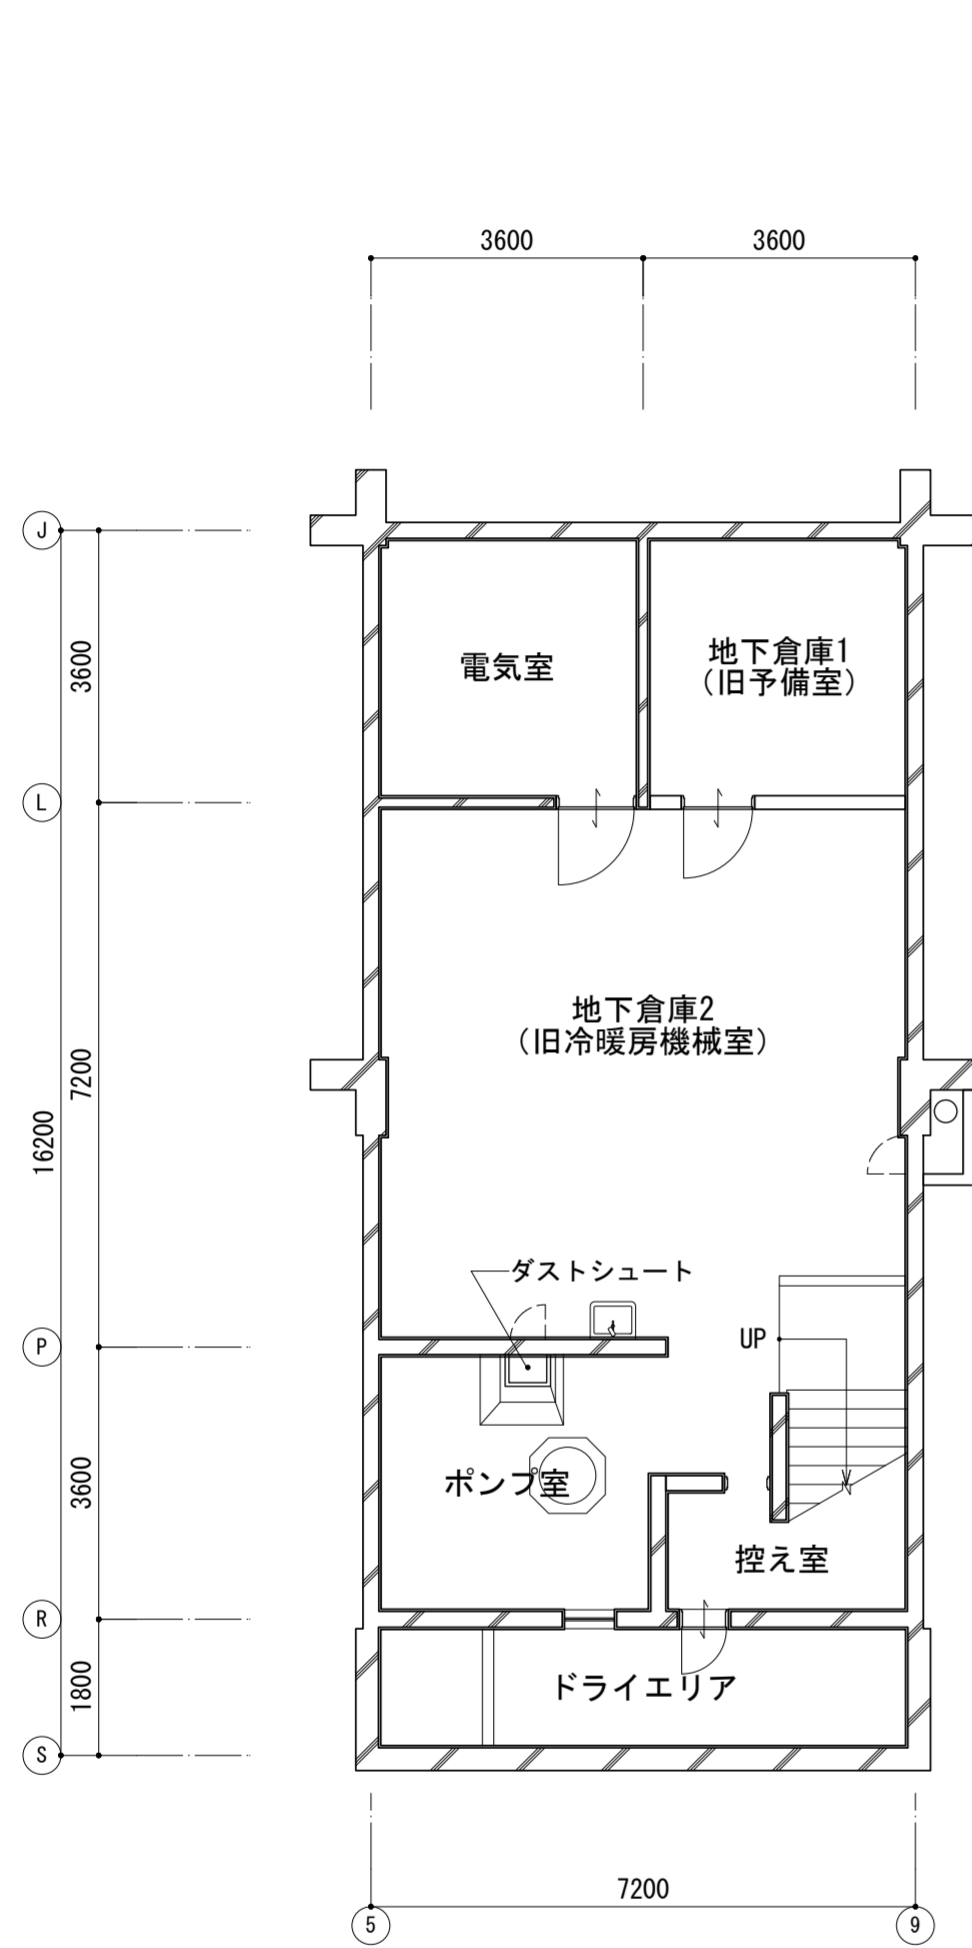 3600
3600
J
3600
電気室
地下倉庫1
(旧予備室)
L
地下倉庫2
(旧冷暖房機械室)
7200
16200
ダストシュート
P
UP
3600
ポンプ室
控え室
R
1800
ドライエリア
S
7200
5
9